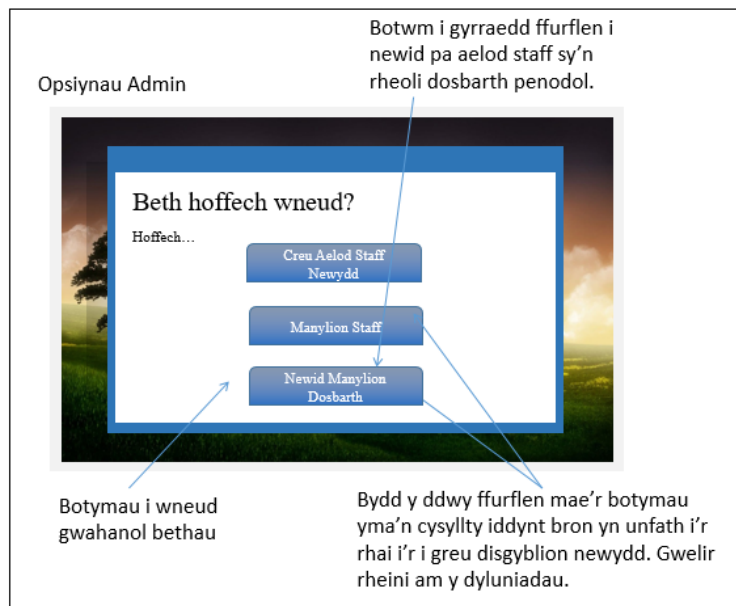 Botwm i gyrraedd ffurflen i
newid pa aelod staff sy'n
rheoli dosbarth penodol.
Opsiynau Admin
Beth hoffech wneud?
Hoffech...
Creu Aelod Staff
Newydd
Manylion Staff
Newid Manylion
Dosbarth
Botymau i wneud
gwahanol bethau
Bydd y ddwy ffurflen mae'r botymau
yma'n cysyllty iddynt bron yn unfath i'r
rhai i'r i greu disgyblion newydd. Gwelir
rheini am y dyluniadau.